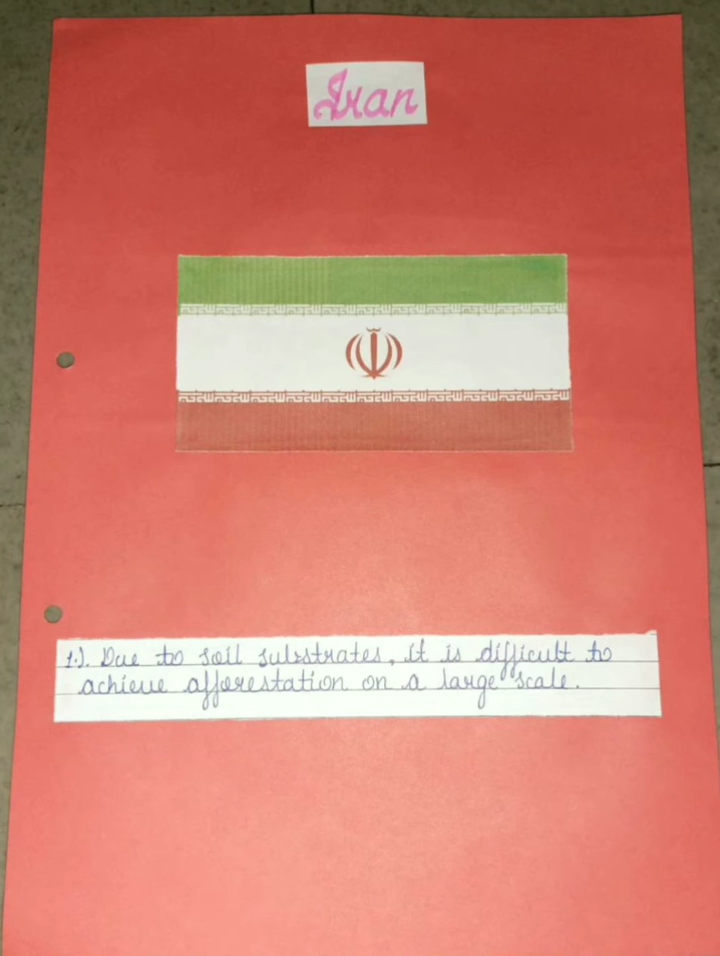 Iran
1.). Due to soil substrates, it is difficult to
achieve afforestation on a large scale.